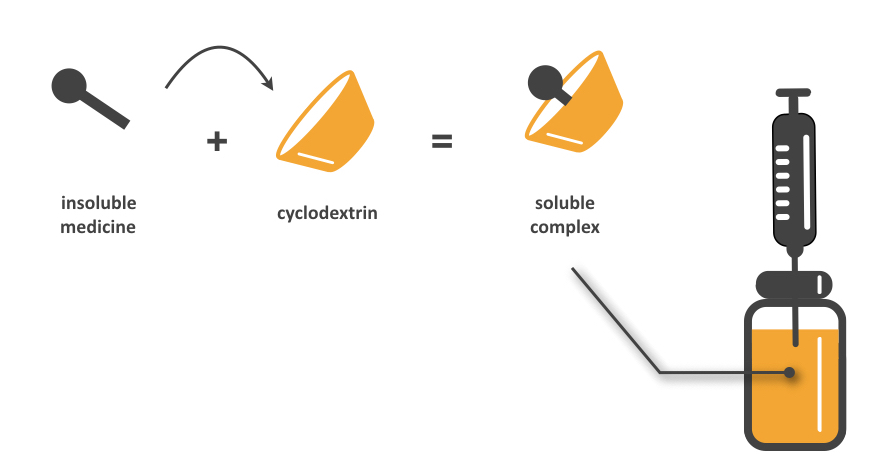 +
=
insoluble
medicine
cyclodextrin
soluble
complex